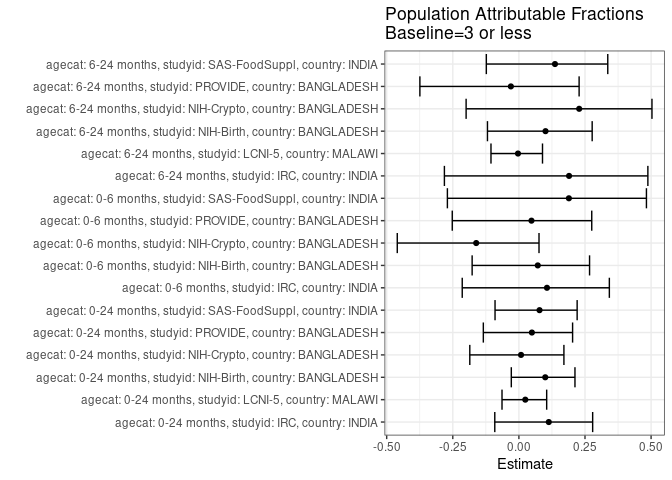 Population Attributable Fractions
Baseline=3 or less
agecat: 6-24 months, studyid: SAS-FoodSuppl, country: INDIA
agecat: 6-24 months, studyid: PROVIDE, country: BANGLADESH
agecat: 6-24 months, studyid: NIH-Crypto, country: BANGLADESH
agecat: 6-24 months, studyid: NIH-Birth, country: BANGLADESH
agecat: 6-24 months, studyid: LCNI-5, country: MALAWI
agecat: 6-24 months, studyid: IRC, country: INDIA
agecat: 0-6 months, studyid: SAS-FoodSuppl, country: INDIA
agecat: 0-6 months, studyid: PROVIDE, country: BANGLADESH
agecat: 0-6 months, studyid: NIH-Crypto, country: BANGLADESH
agecat: 0-6 months, studyid: NIH-Birth, country: BANGLADESH
agecat: 0-6 months, studyid: IRC, country: INDIA
agecat: 0-24 months, studyid: SAS-FoodSuppl, country: INDIA
agecat: 0-24 months, studyid: PROVIDE, country: BANGLADESH
agecat: 0-24 months, studyid: NIH-Crypto, country: BANGLADESH
agecat: 0-24 months, studyid: NIH-Birth, country: BANGLADESH
agecat: 0-24 months, studyid: LCNI-5, country: MALAWI
agecat: 0-24 months, studyid: IRC, country: INDIA
-0.50 -0.25 0.00 0.25 0.50
Estimate